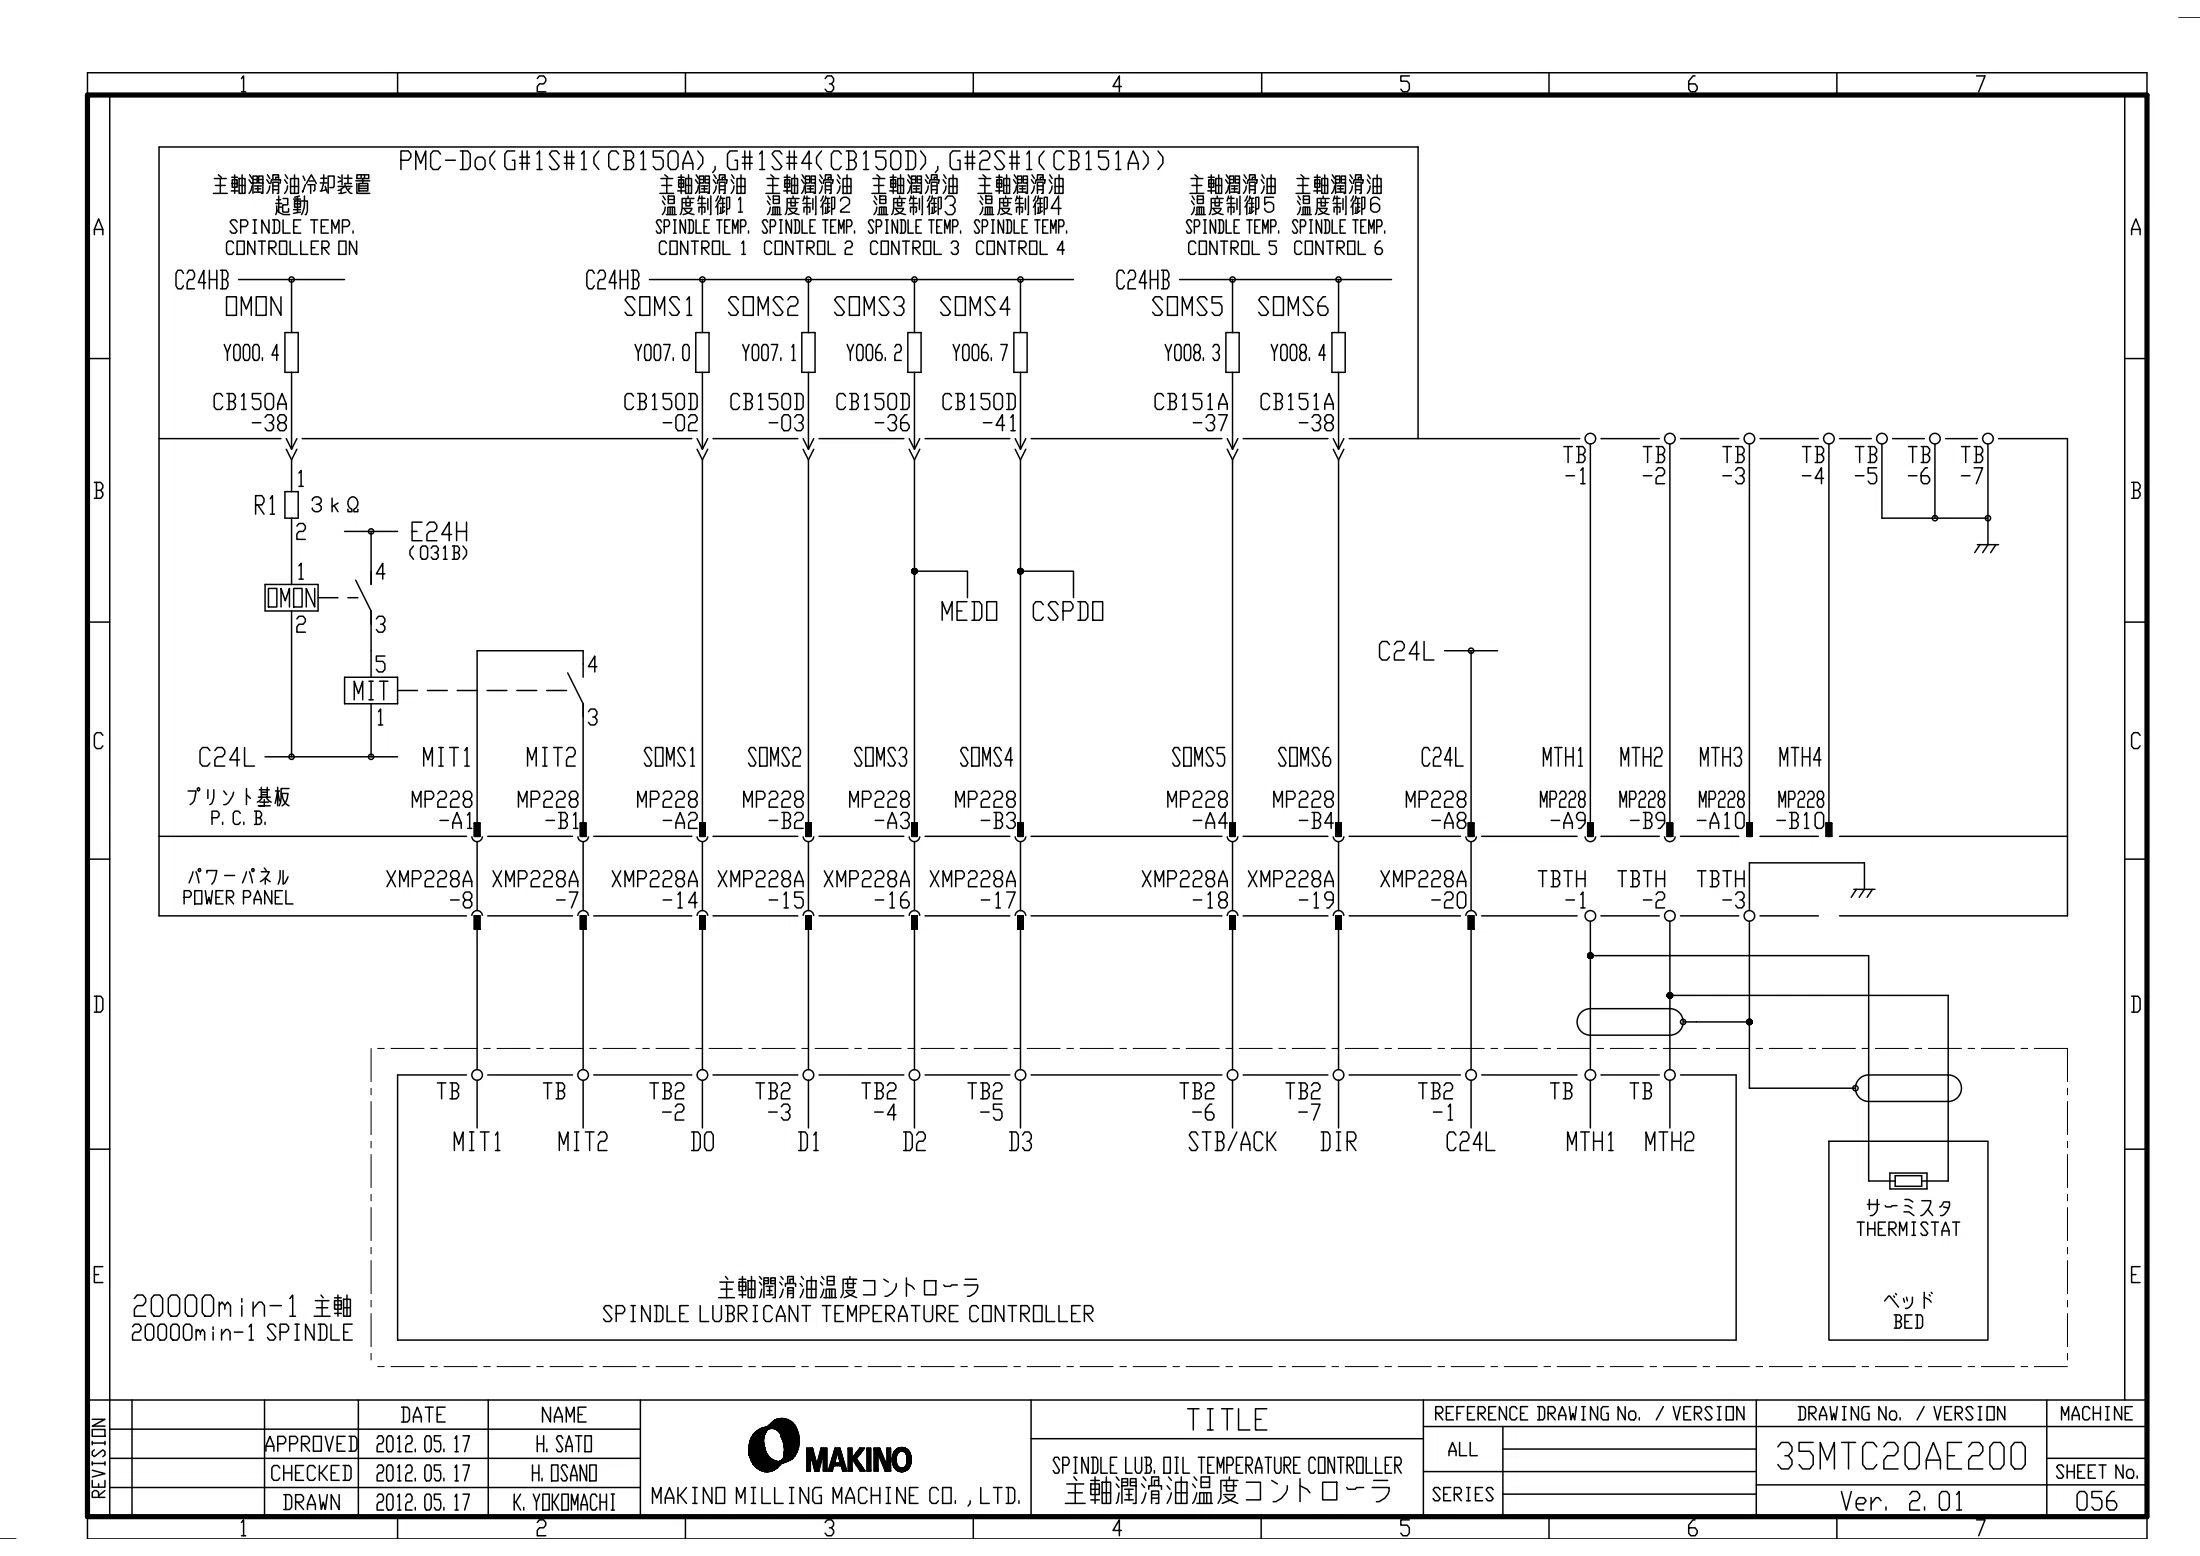 1 2 3 4 5 6 7
PMC-Do(G#1S#1(CB150A),G#1S#4(CB150D),G#2S#1(CB151A))
主軸潤滑油冷却装置
起動
SPINDLE TEMP.
CONTROLLER ON
主軸潤滑油
温度制御1
SPINDLE TEMP.
CONTROL 1
主軸潤滑油
温度制御2
SPINDLE TEMP.
CONTROL 2
主軸潤滑油
温度制御3
SPINDLE TEMP.
CONTROL 3
主軸潤滑油
温度制御4
SPINDLE TEMP.
CONTROL 4
主軸潤滑油
温度制御5
SPINDLE TEMP.
CONTROL 5
主軸潤滑油
温度制御6
SPINDLE TEMP.
CONTROL 6
A A
C24HB C24HB C24HB
OMON SOMS1 SOMS2 SOMS3 SOMS4 SOMS5 SOMS6
Y000.4 Y007.0 Y007.1 Y006.2 Y006.7 Y008.3 Y008.4
CB150A CB150D CB150D CB150D CB150D CB151A CB151A
-38 -02 -03 -36 -41 -37 -38
TB TB TB TB TB TB TB
-1 -2 -3 -4 -5 -6 -7
B B
1
R1 3kΩ
2
E24H
(031B)
1 4
OMON
2 3
MEDO CSPDO
5 4
MIT
1 3
C24L
C C
C24L MIT1 MIT2 SOMS1 SOMS2 SOMS3 SOMS4 SOMS5 SOMS6 C24L MTH1 MTH2 MTH3 MTH4
プリント基板
P.C.B.
MP228 MP228 MP228 MP228 MP228 MP228 MP228 MP228 MP228 MP228 MP228 MP228 MP228
-A1 -B1 -A2 -B2 -A3 -B3 -A4 -B4 -A8 -A9 -B9 -A10 -B10
パワーパネル
POWER PANEL
XMP228A XMP228A XMP228A XMP228A XMP228A XMP228A XMP228A XMP228A XMP228A TBTH TBTH TBTH
-8 -7 -14 -15 -16 -17 -18 -19 -20 -1 -2 -3
D D
TB TB TB2 TB2 TB2 TB2 TB2 TB2 TB2 TB TB
-2 -3 -4 -5 -6 -7 -1
MIT1 MIT2 D0 D1 D2 D3 STB/ACK DIR C24L MTH1 MTH2
サーミスタ
THERMISTAT
E E
主軸潤滑油温度コントローラ
SPINDLE LUBRICANT TEMPERATURE CONTROLLER
ベッド
BED
20000min-1 主軸
20000min-1 SPINDLE
REVISION
DATE NAME
APPROVED 2012.05.17 H. SATO
CHECKED 2012.05.17 H. OSANO
DRAWN 2012.05.17 K. YOKOMACHI
MAKINO
MAKINO MILLING MACHINE CO.,LTD.
TITLE
SPINDLE LUB. OIL TEMPERATURE CONTROLLER
主軸潤滑油温度コントローラ
REFERENCE DRAWING No. / VERSION
ALL
SERIES
DRAWING No. / VERSION
35MTC20AE200
Ver. 2.01
MACHINE
SHEET No.
056
1 2 3 4 5 6 7